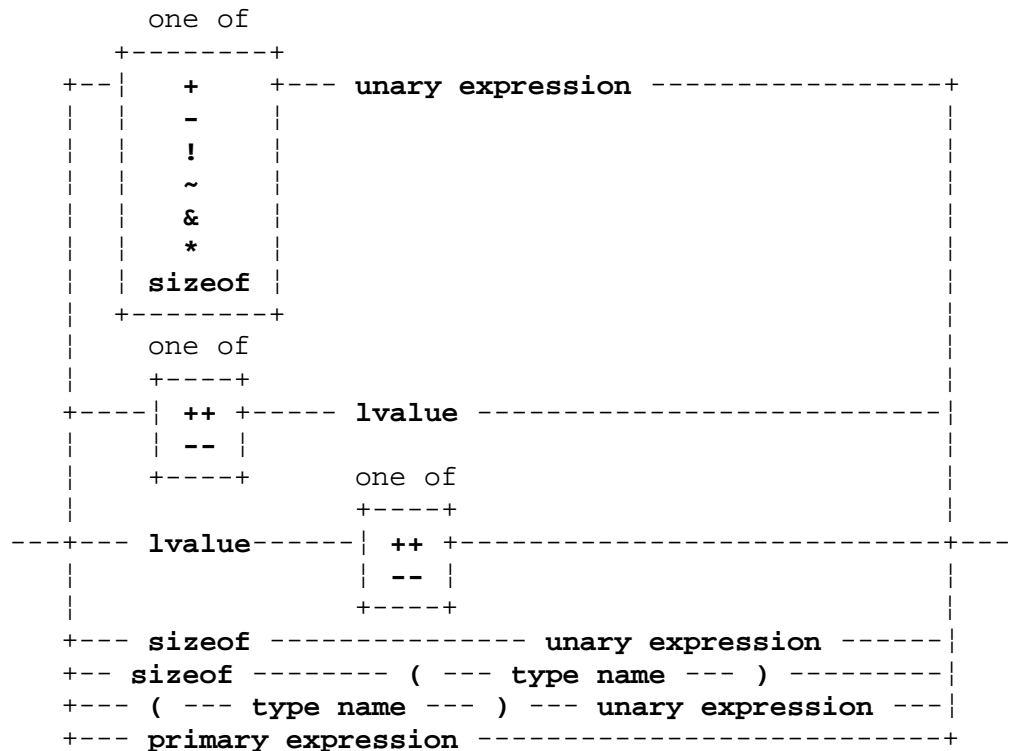 one of
+--------+
+--¦ + +--- unary expression -----------------+
¦ ¦ - ¦ ¦
¦ ¦ ! ¦ ¦
¦ ¦ ~ ¦ ¦
¦ ¦ & ¦ ¦
¦ ¦ * ¦ ¦
¦ ¦ sizeof ¦ ¦
¦ +--------+ ¦
¦ one of ¦
¦ +----+ ¦
+----¦ ++ +----- lvalue ---------------------------¦
¦ ¦ -- ¦ ¦
¦ +----+ one of ¦
¦ +----+ ¦
---+--- lvalue------¦ ++ +----------------------------+---
¦ ¦ -- ¦ ¦
¦ +----+ ¦
+--- sizeof --------------- unary expression ------¦
+-- sizeof -------- ( --- type name --- ) ---------¦
+--- ( --- type name --- ) --- unary expression ---¦
+--- primary expression ---------------------------+